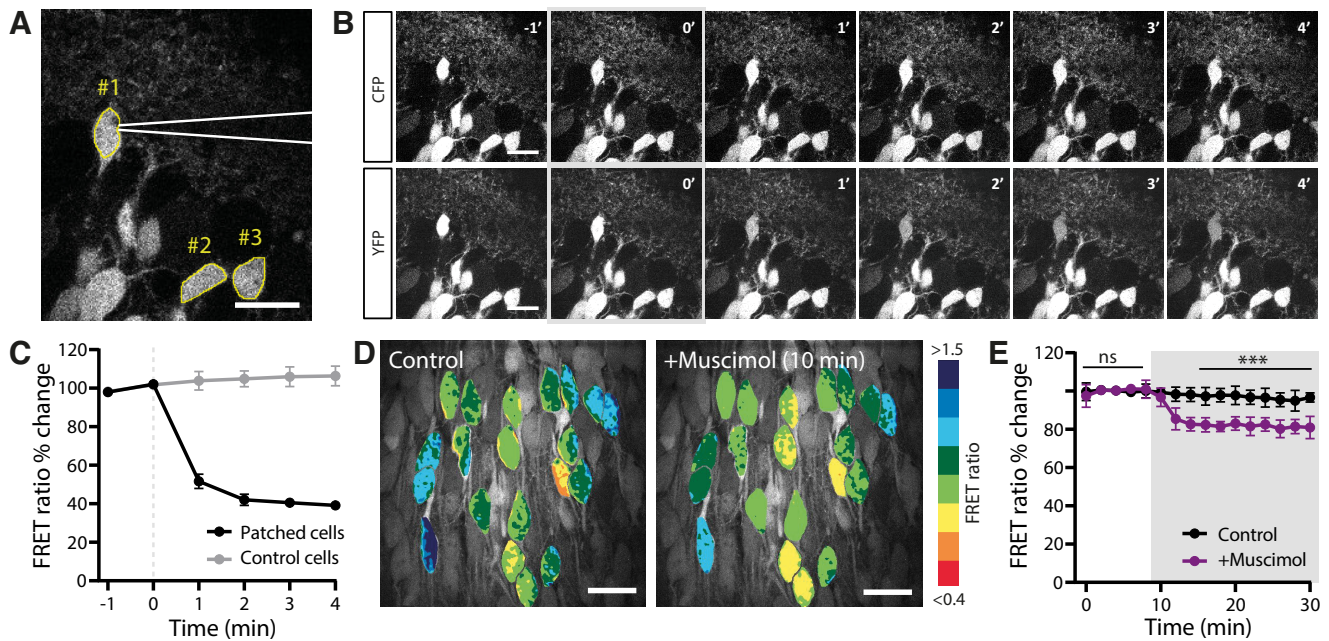 A
#1
#2
#3
B
CFP
-1’
0’
1’
2’
3’
4’
YFP
0’
1’
2’
3’
4’
C
FRET ratio % change
120
100
80
60
40
20
0
-1
0
1
2
3
4
Time (min)
Patched cells
Control cells
D
Control
+Muscimol (10 min)
>1.5
FRET ratio
<0.4
E
FRET ratio % change
120
100
80
60
40
20
0
ns
***
Control
+Muscimol
0
10
20
30
Time (min)